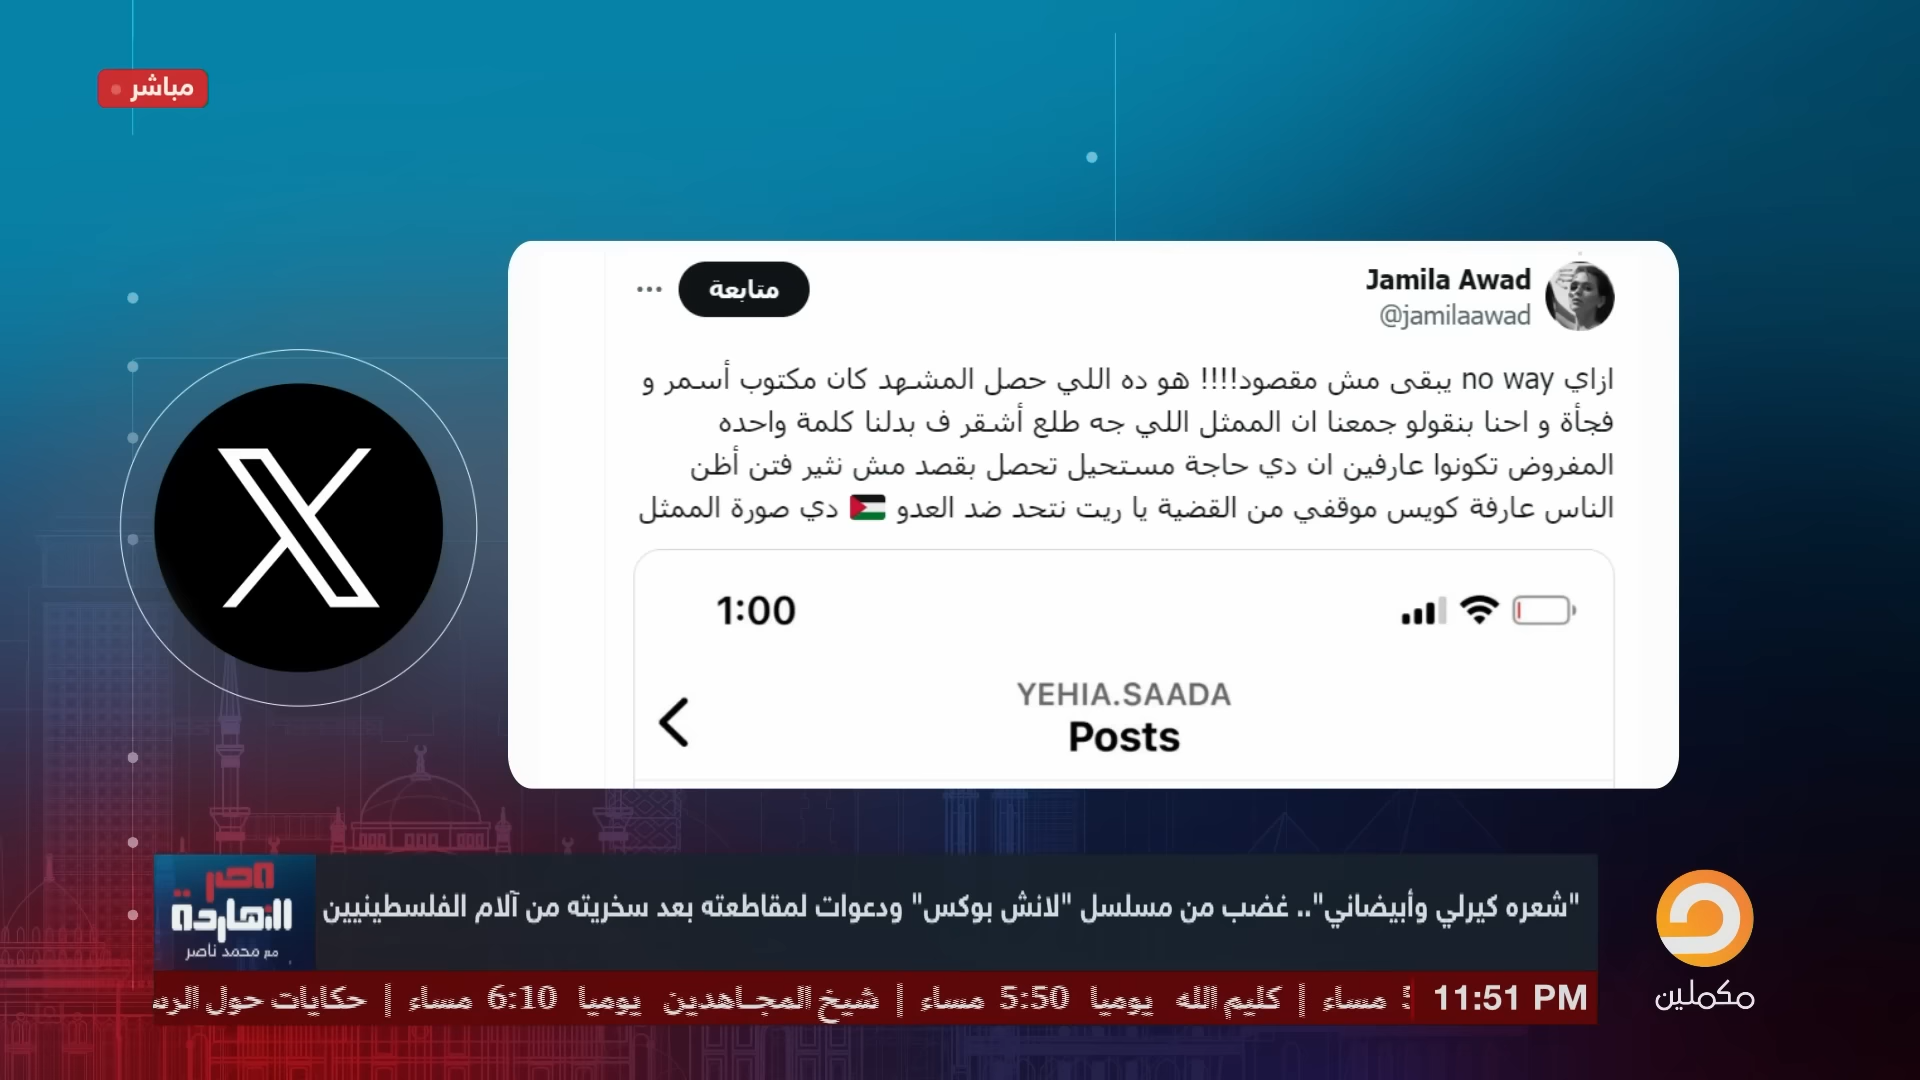 مباشر
Jamila Awad
@jamilaawad
متابعة
ازاي no way يبقى مش مقصود!!!! هو ده اللي حصل المشهد كان مكتوب أسمر و
فجأة و احنا بنقولو جمعنا ان الممثل اللي جه طلع أشقر ف بدلنا كلمة واحده
المفروض تكونوا عارفين ان دي حاجة مستحيل تحصل بقصد مش نثير فتن أظن
الناس عارفة كويس موقفي من القضية يا ريت نتحد ضد العدو 🇵🇸 دي صورة الممثل
1:00
YEHIA.SAADA
Posts
مصر
النهاردة
مع محمد ناصر
"شعره كيرلي وأبيضاني".. غضب من مسلسل "لانش بوكس" ودعوات لمقاطعته بعد سخريته من آلام الفلسطينيين
11:51 PM
مساء | كليم الله يوميا 5:50 مساء | شيخ المجاهدين يوميا 6:10 مساء | حكايات حول
مكملين